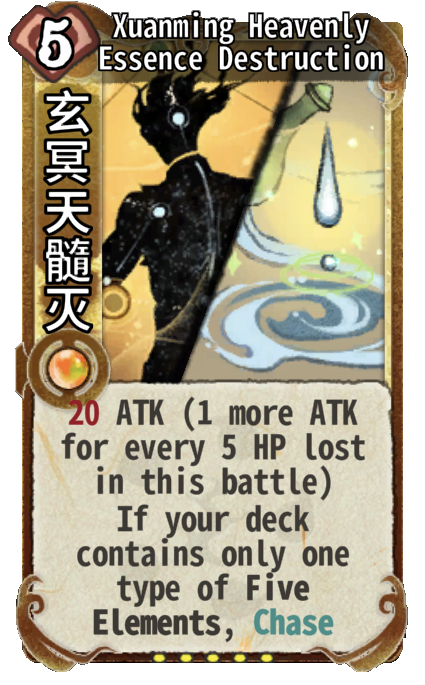 5
Xuanming Heavenly
Essence Destruction
玄冥天髓灭
20 ATK (1 more ATK
for every 5 HP lost
in this battle)
If your deck
contains only one
type of Five
Elements, Chase